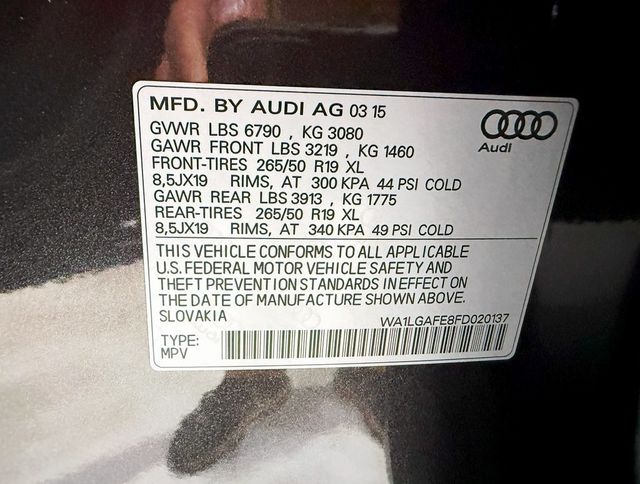 MFD. BY AUDI AG 03 15
GVWR LBS 6790 , KG 3080
GAWR FRONT LBS 3219 , KG 1460
FRONT-TIRES 265/50 R19 XL
8,5JX19 RIMS, AT 300 KPA 44 PSI COLD
GAWR REAR LBS 3913 , KG 1775
REAR-TIRES 265/50 R19 XL
8,5JX19 RIMS, AT 340 KPA 49 PSI COLD
Audi
THIS VEHICLE CONFORMS TO ALL APPLICABLE
U.S. FEDERAL MOTOR VEHICLE SAFETY AND
THEFT PREVENTION STANDARDS IN EFFECT ON
THE DATE OF MANUFACTURE SHOWN ABOVE.
SLOVAKIA
WA1LGAFE8FD020137
TYPE:
MPV